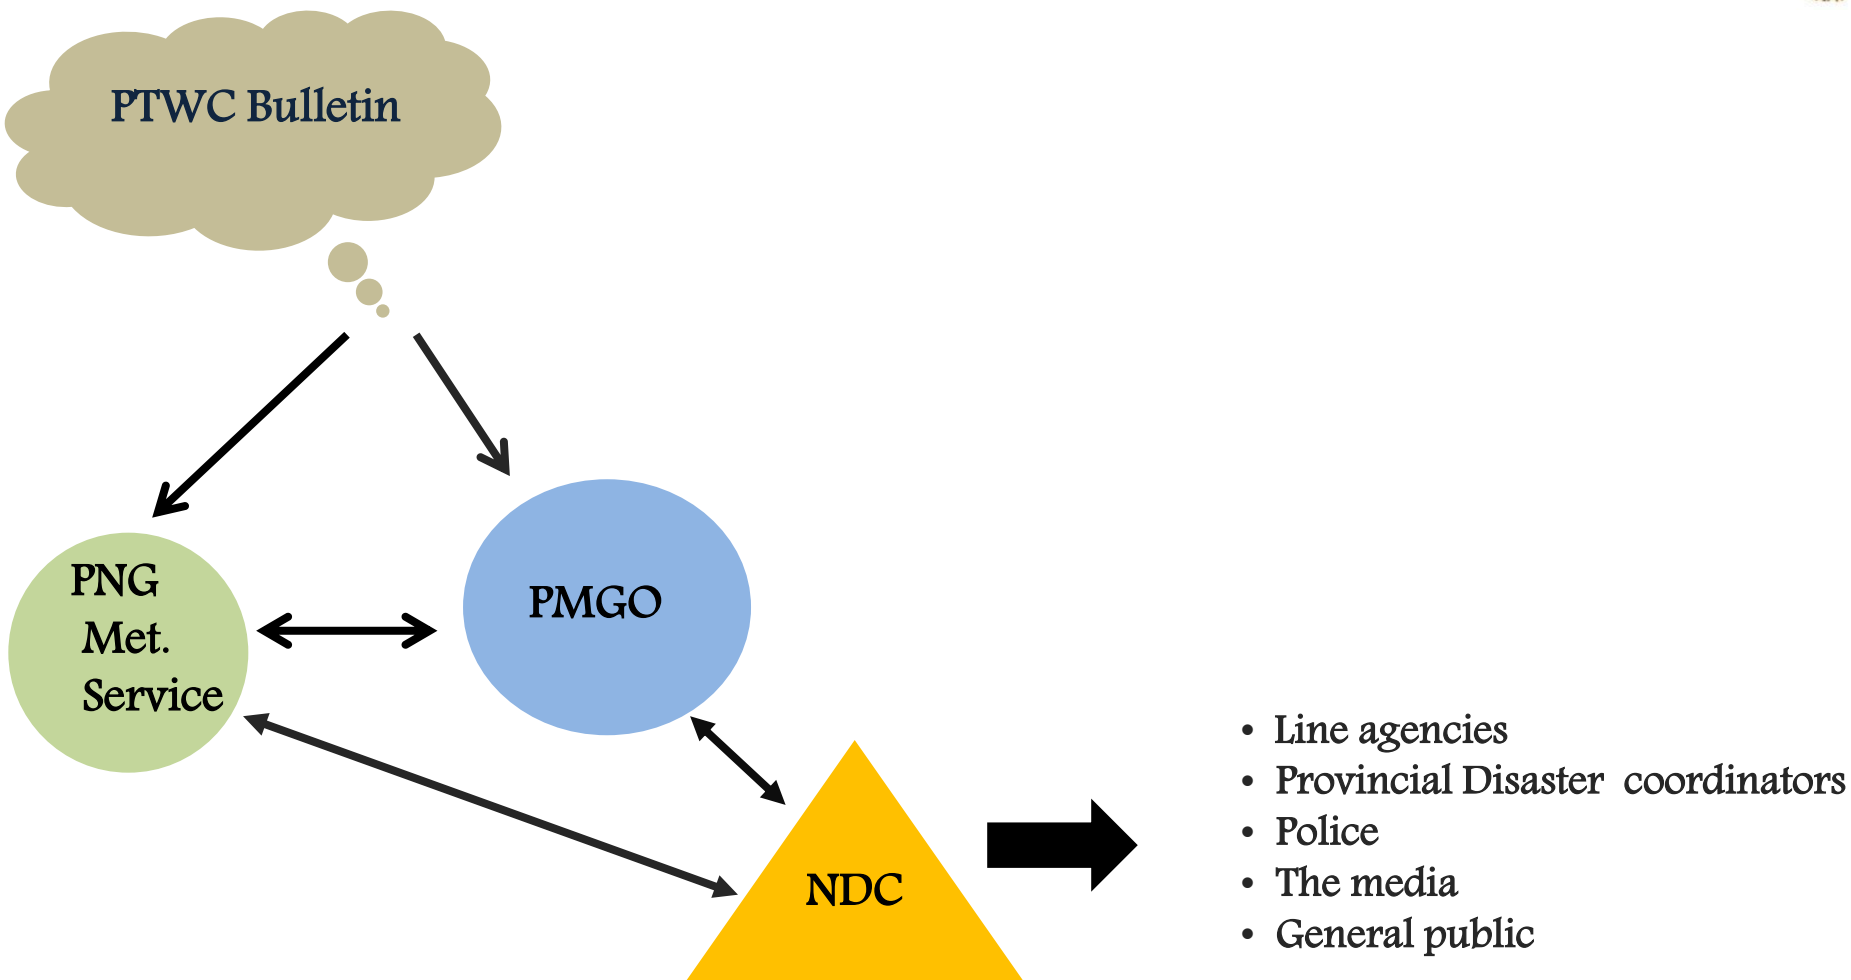 PTWC Bulletin
PNG
Met.
Service
PMGO
NDC
• Line agencies
• Provincial Disaster coordinators
• Police
• The media
• General public